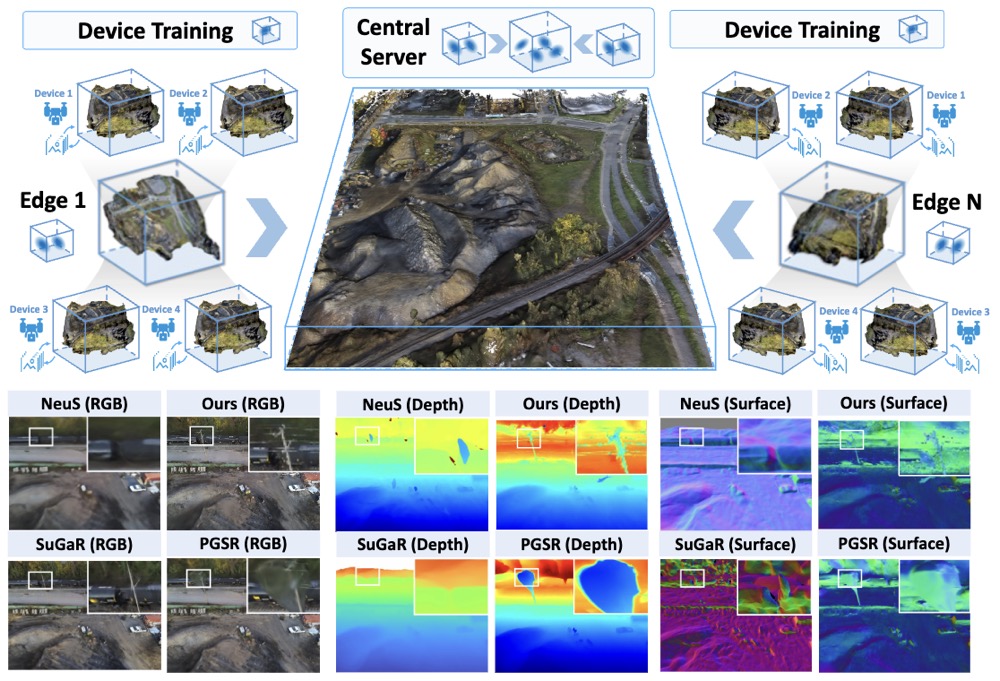 Device Training
Central
Server
Device Training
Device 1
Device 2
Device 2
Device 1
Edge 1
Edge N
Device 3
Device 4
Device 4
Device 3
NeuS (RGB)
Ours (RGB)
NeuS (Depth)
Ours (Depth)
NeuS (Surface)
Ours (Surface)
SuGaR (RGB)
PGSR (RGB)
SuGaR (Depth)
PGSR (Depth)
SuGaR (Surface)
PGSR (Surface)